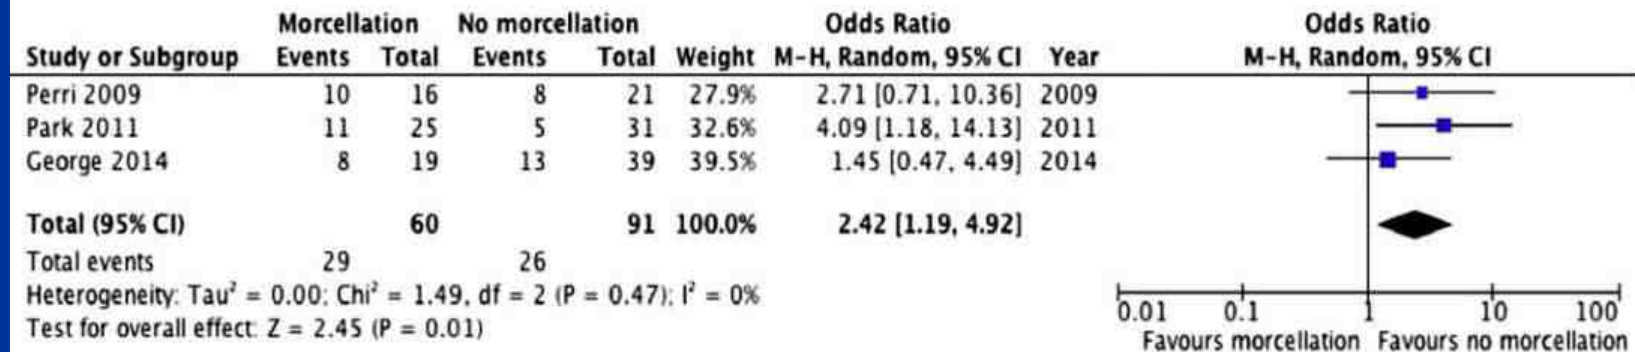 Morcellation No morcellation Odds Ratio Odds Ratio
Study or Subgroup Events Total Events Total Weight M-H, Random, 95% CI Year M-H, Random, 95% CI
Perri 2009 10 16 8 21 27.9% 2.71 [0.71, 10.36] 2009
Park 2011 11 25 5 31 32.6% 4.09 [1.18, 14.13] 2011
George 2014 8 19 13 39 39.5% 1.45 [0.47, 4.49] 2014
Total (95% CI) 60 91 100.0% 2.42 [1.19, 4.92]
Total events 29 26
Heterogeneity: Tau² = 0.00; Chi² = 1.49, df = 2 (P = 0.47); I² = 0%
Test for overall effect: Z = 2.45 (P = 0.01)
0.01 0.1 1 10 100
Favours morcellation Favours no morcellation